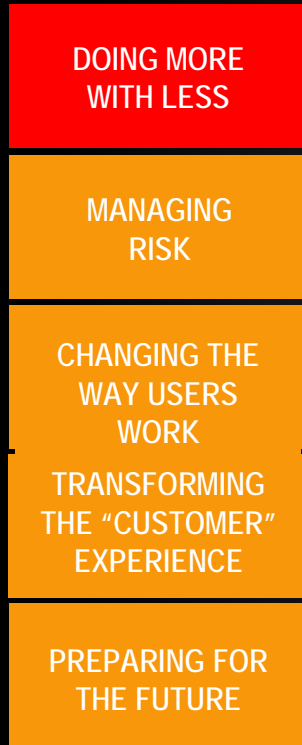 DOING MORE
WITH LESS
MANAGING
RISK
CHANGING THE
WAY USERS
WORK
TRANSFORMING
THE “CUSTOMER”
EXPERIENCE
PREPARING FOR
THE FUTURE